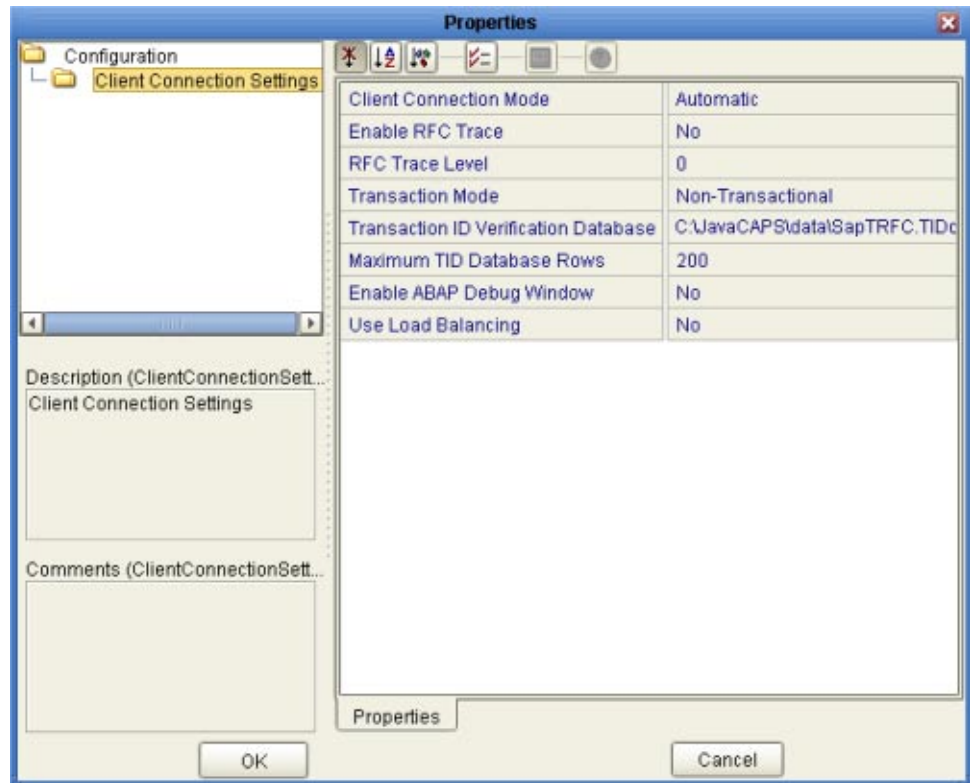 Properties
Configuration
Client Connection Settings
Client Connection Mode Automatic
Enable RFC Trace No
RFC Trace Level 0
Transaction Mode Non-Transactional
Transaction ID Verification Database C:\JavaCAPS\data\SapTRFC.TIDc
Maximum TID Database Rows 200
Enable ABAP Debug Window No
Use Load Balancing No
Description (ClientConnectionSett...
Client Connection Settings
Comments (ClientConnectionSett...
Properties
OK Cancel